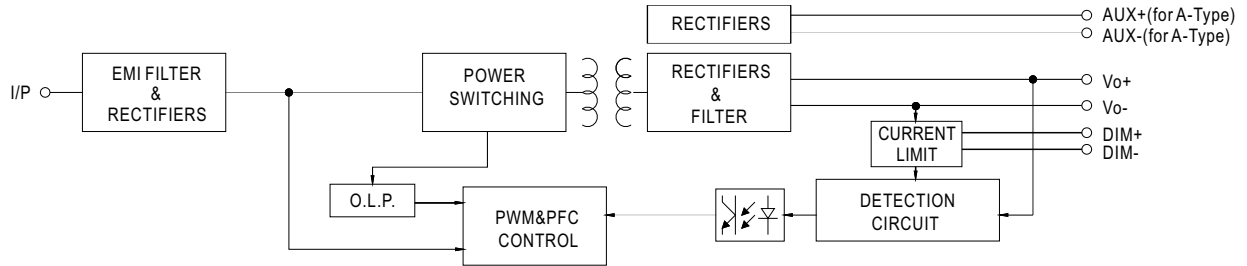 RECTIFIERS
AUX+(for A-Type)
AUX-(for A-Type)
I/P
EMI FILTER
&
RECTIFIERS
POWER
SWITCHING
RECTIFIERS
&
FILTER
Vo+
Vo-
CURRENT
LIMIT
DIM+
DIM-
O.L.P.
PWM&PFC
CONTROL
DETECTION
CIRCUIT